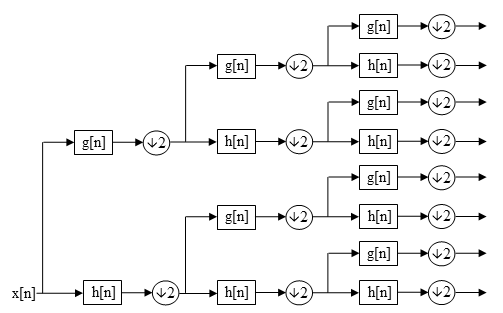 g[n] ↓2
g[n] ↓2 h[n] ↓2
g[n] ↓2
g[n] ↓2 h[n] ↓2 h[n] ↓2
g[n] ↓2
g[n] ↓2 h[n] ↓2
g[n] ↓2
x[n] h[n] ↓2 h[n] ↓2 h[n] ↓2